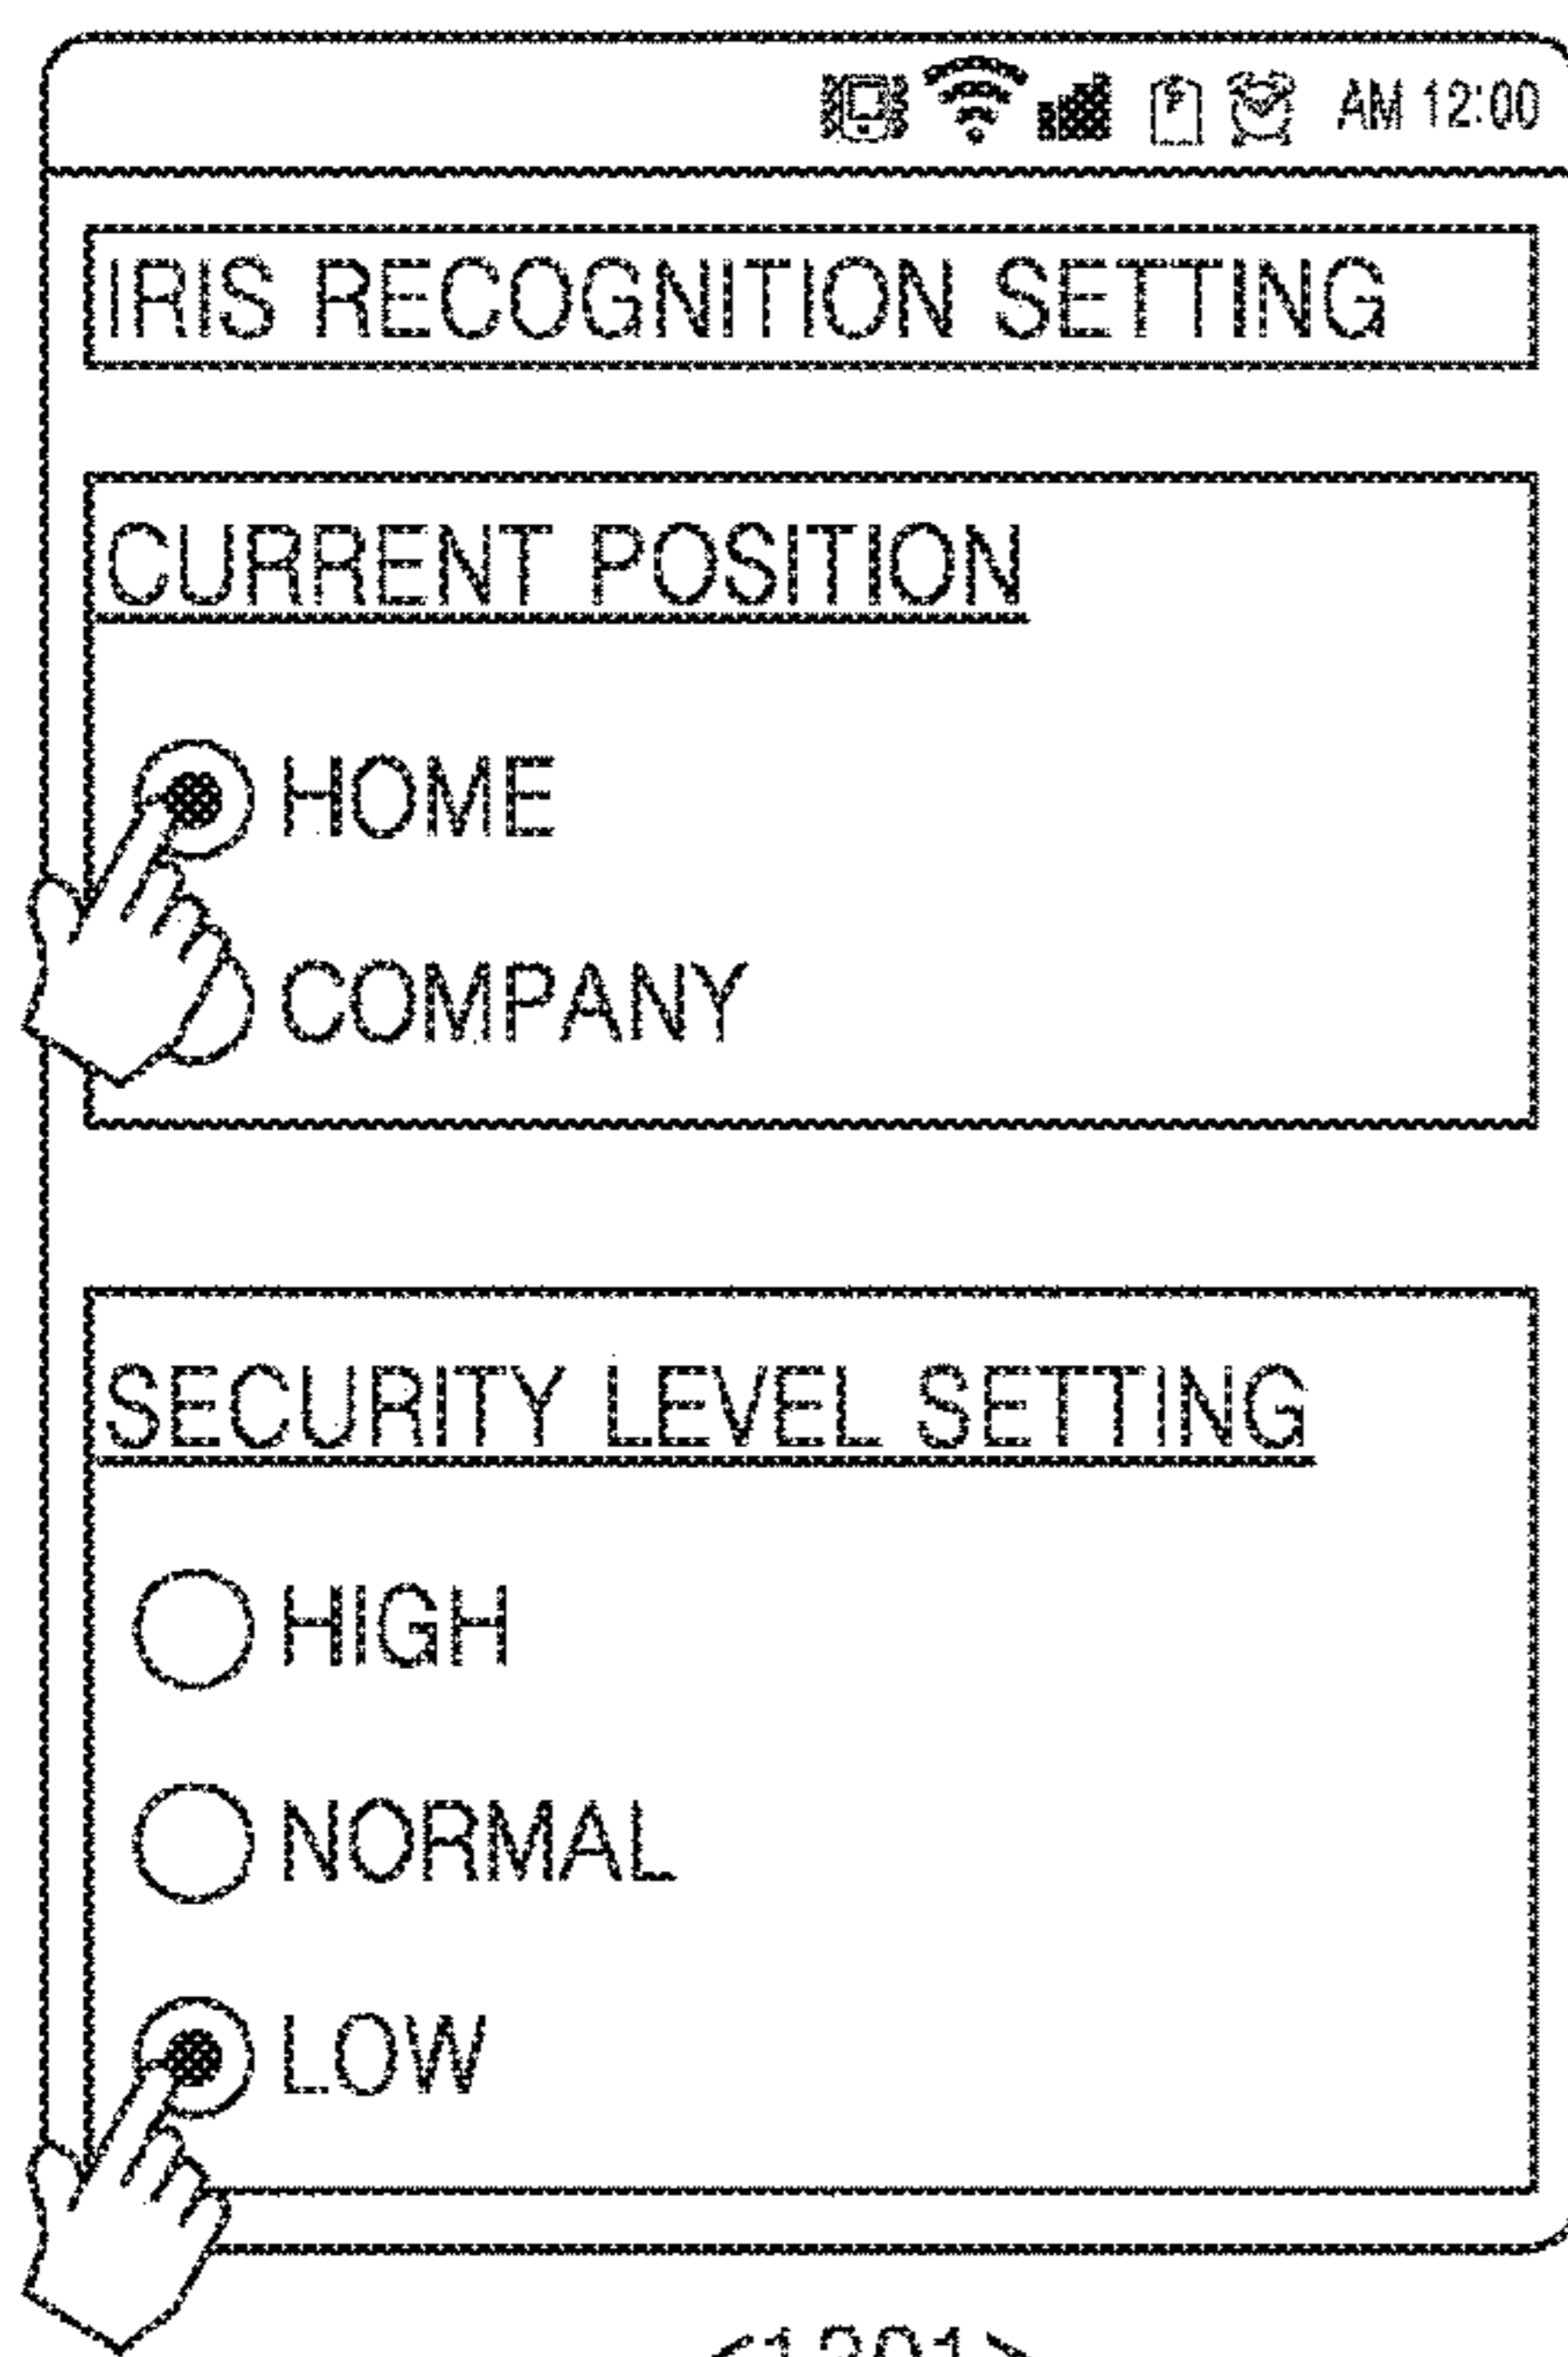 AM 12:00
IRIS RECOGNITION SETTING
CURRENT POSITION
HOME
COMPANY
SECURITY LEVEL SETTING
HIGH
NORMAL
LOW